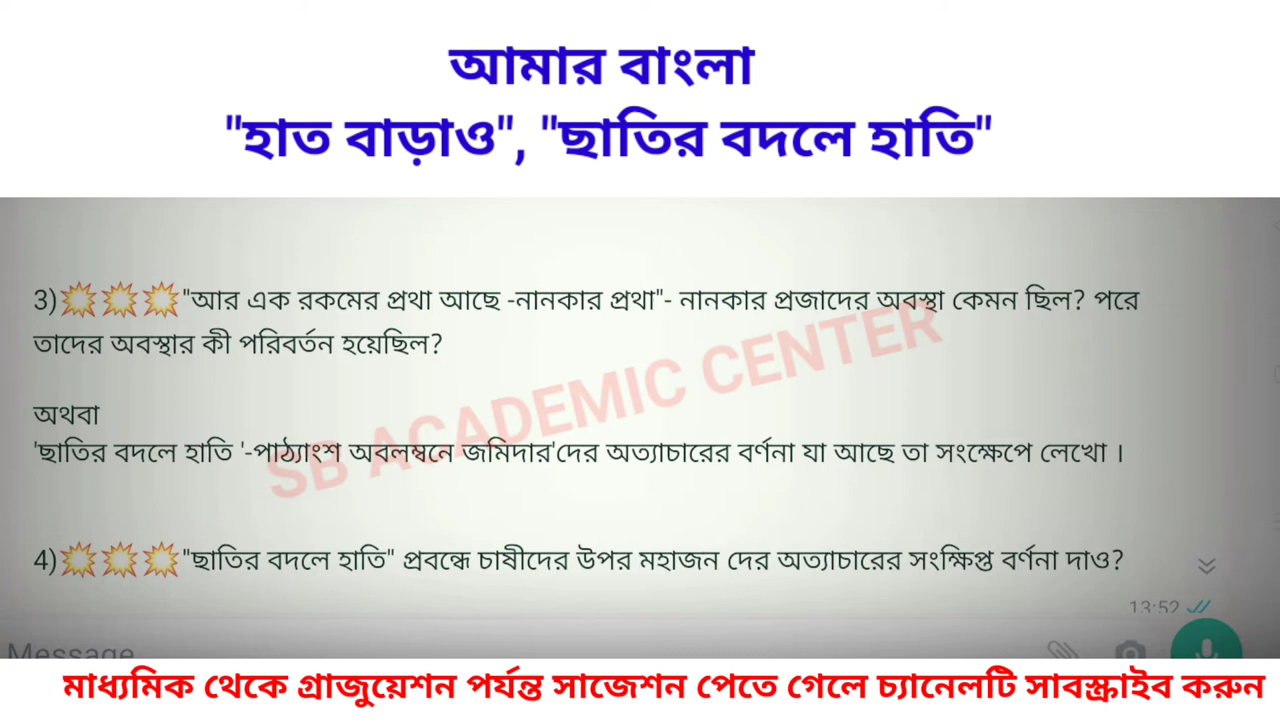 আমার বাংলা
"হাত বাড়াও", "ছাতির বদলে হাতি"
3)💥💥💥"আর এক রকমের প্রথা আছে -নানকার প্রথা"- নানকার প্রজাদের অবস্থা কেমন ছিল? পরে
তাদের অবস্থার কী পরিবর্তন হয়েছিল?
অথবা
'ছাতির বদলে হাতি '-পাঠ্যাংশ অবলম্বনে জমিদার'দের অত্যাচারের বর্ণনা যা আছে তা সংক্ষেপে লেখো ।
SB ACADEMIC CENTER
4)💥💥💥"ছাতির বদলে হাতি" প্রবন্ধে চাষীদের উপর মহাজন দের অত্যাচারের সংক্ষিপ্ত বর্ণনা দাও?
13:52
Message
মাধ্যমিক থেকে গ্রাজুয়েশন পর্যন্ত সাজেশন পেতে গেলে চ্যানেলটি সাবস্ক্রাইব করুন